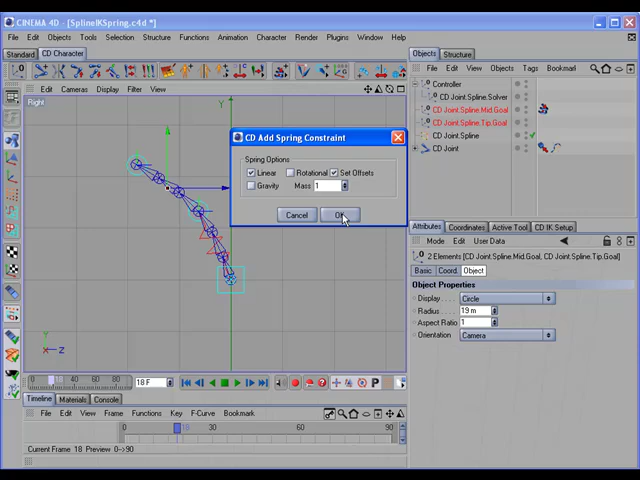 CINEMA 4D - [SplineIKSpring.c4d *]
File Edit Objects Tools Selection Structure Functions Animation Character Render Plugins Window Help
Standard CD Character
Objects Structure
Edit Cameras Display Filter View
File Edit View Objects Tags Bookmark
Right
Y
Controller
CD Joint.Spline.Solver
CD Joint.Spline.Mid.Goal
CD Joint.Spline.Tip.Goal
CD Joint.Spline
CD Joint
CD Add Spring Constraint
Spring Options
Linear Rotational Set Offsets
Gravity Mass 1
Cancel OK
Attributes Coordinates Active Tool CD IK Setup
Mode Edit User Data
2 Elements [CD Joint.Spline.Mid.Goal, CD Joint.Spline.Tip.Goal]
Basic Coord. Object
Object Properties
Display Circle
Radius 19 m
Aspect Ratio 1
Orientation Camera
Y
Z
0 20 40 60 80 100 18 F
P
Timeline Materials Console
File Edit View Frame Functions Key F-Curve Bookmark
0 18 30 60 90
Current Frame 18 Preview 0->90